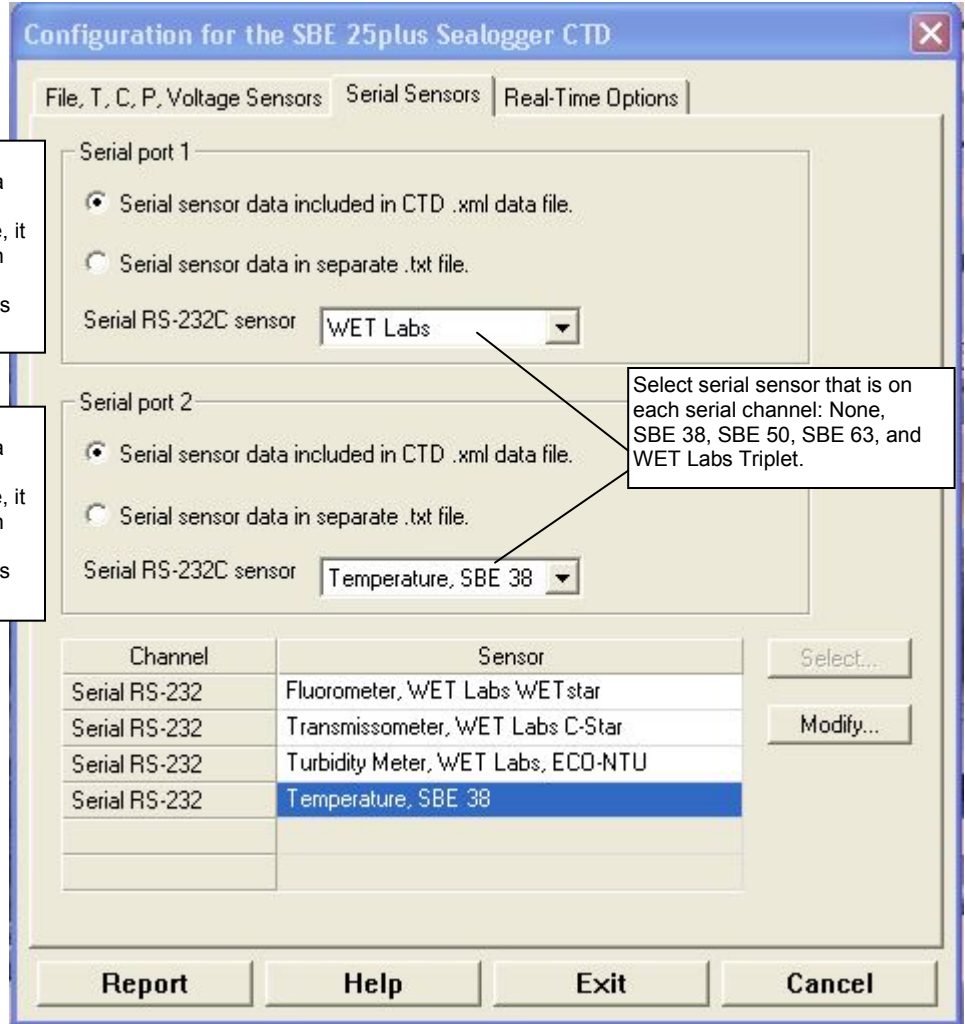 Configuration for the SBE 25plus Sealogger CTD
File, T, C, P, Voltage Sensors
Serial Sensors
Real-Time Options
Serial port 1
Serial sensor data included in CTD .xml data file.
Serial sensor data in separate .txt file.
Serial RS-232C sensor
WET Labs
a
, it
Select serial sensor that is on
each serial channel: None,
SBE 38, SBE 50, SBE 63, and
WET Labs Triplet.
Serial port 2
Serial sensor data included in CTD .xml data file.
Serial sensor data in separate .txt file.
Serial RS-232C sensor
Temperature, SBE 38
a
, it
Channel
Sensor
Serial RS-232
Fluorometer, WET Labs WETstar
Serial RS-232
Transmissometer, WET Labs C-Star
Serial RS-232
Turbidity Meter, WET Labs, ECO-NTU
Serial RS-232
Temperature, SBE 38
Select...
Modify...
Report
Help
Exit
Cancel